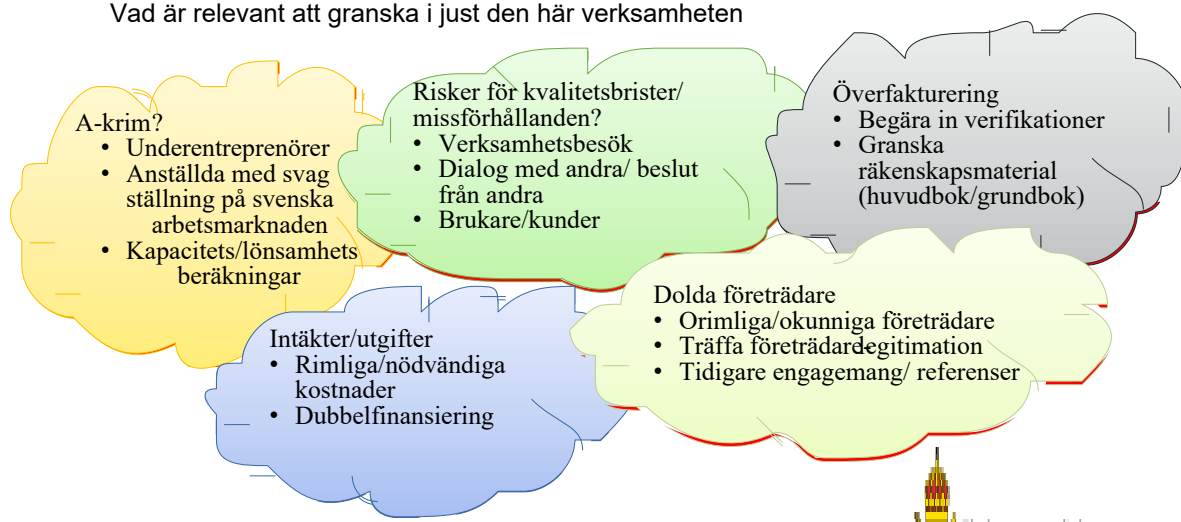 Vad är relevant att granska i just den här verksamheten
A-krim?
• Underentreprenörer
• Anställda med svag
ställning på svenska
arbetsmarknaden
• Kapacitets/lönsamhets
beräkningar
Risker för kvalitetsbrister/
missförhållanden?
• Verksamhetsbesök
• Dialog med andra/ beslut
från andra
• Brukare/kunder
Överfakturering
• Begära in verifikationer
• Granska
räkenskapsmaterial
(huvudbok/grundbok)
Intäkter/utgifter
• Rimliga/nödvändiga
kostnader
• Dubbelfinansiering
Dolda företrädare
• Orimliga/okunniga företrädare
• Träffa företrädare-legitimation
• Tidigare engagemang/ referenser